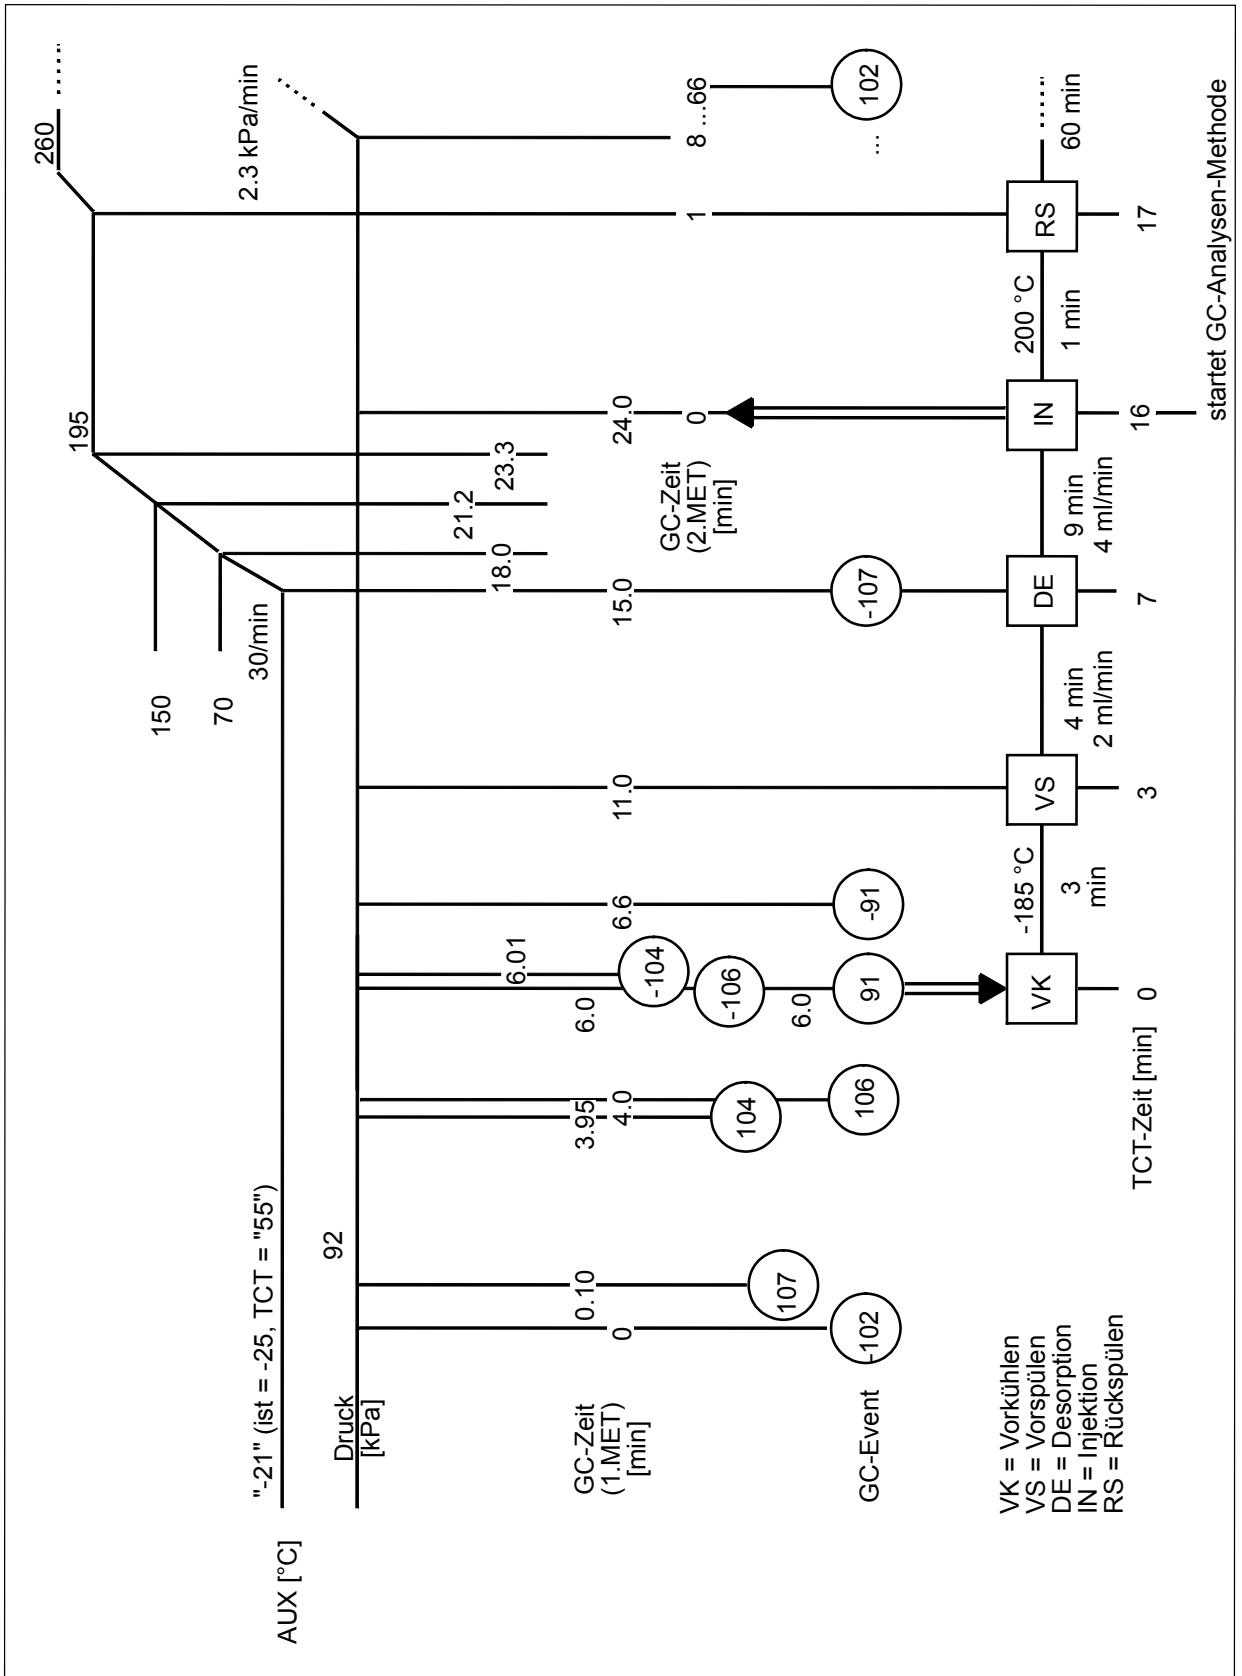 260
195
2.3 kPa/min
150
70
30/min
"-21" (ist = -25, TCT = "55")
AUX [°C]
92
Druck
[kPa]
6.01
18.0
21.2
23.3
GC-Zeit
(1.MET)
[min]
0
0.10
3.95
4.0
6.0
6.6
11.0
15.0
24.0
GC-Zeit
(2.MET)
[min]
0
1
8 ...66
-104
-106
6.0
104
107
GC-Event
-102
106
91
-91
-107
...
102
VK
-185 °C
3
min
VS
4 min
2 ml/min
DE
9 min
4 ml/min
IN
200 °C
1 min
RS
60 min
TCT-Zeit [min]
0
3
7
16
17
startet GC-Analysen-Methode
VK = Vorkühlen
VS = Vorspülen
DE = Desorption
IN = Injektion
RS = Rückspülen